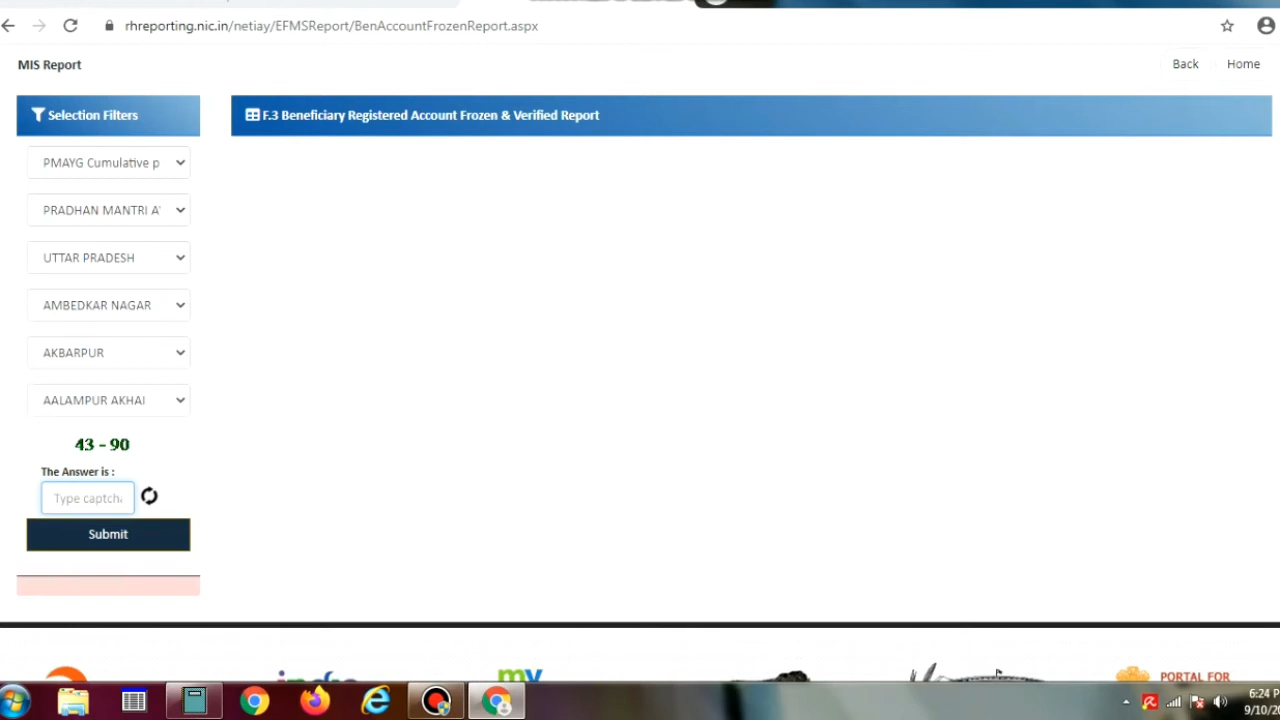 rhreporting.nic.in/netiay/EFMSReport/BenAccountFrozenReport.aspx
MIS Report
Back
Home
Selection Filters
F.3 Beneficiary Registered Account Frozen & Verified Report
PMAYG Cumulative p
PRADHAN MANTRI A
UTTAR PRADESH
AMBEDKAR NAGAR
AKBARPUR
AALAMPUR AKHAI
43 - 90
The Answer is :
Type captcha
Submit
my
PORTAL FOR
6:24 P
9/10/2